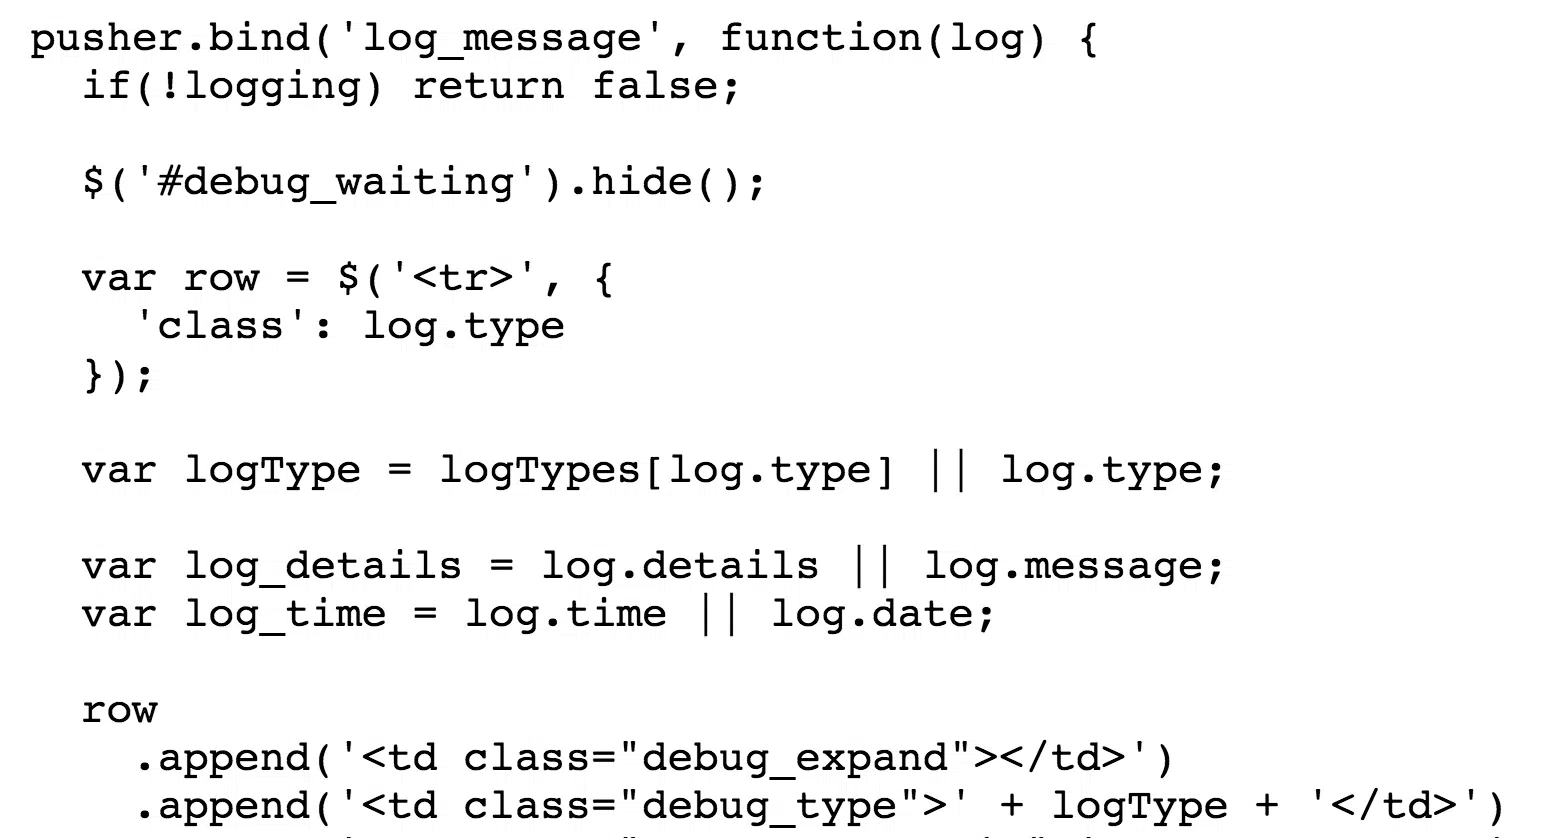 pusher.bind('log_message', function(log) {
  if(!logging) return false;

  $('#debug_waiting').hide();

  var row = $('<tr>', {
    'class': log.type
  });

  var logType = logTypes[log.type] || log.type;

  var log_details = log.details || log.message;
  var log_time = log.time || log.date;

  row
    .append('<td class="debug_expand"></td>')
    .append('<td class="debug_type">' + logType + '</td>')